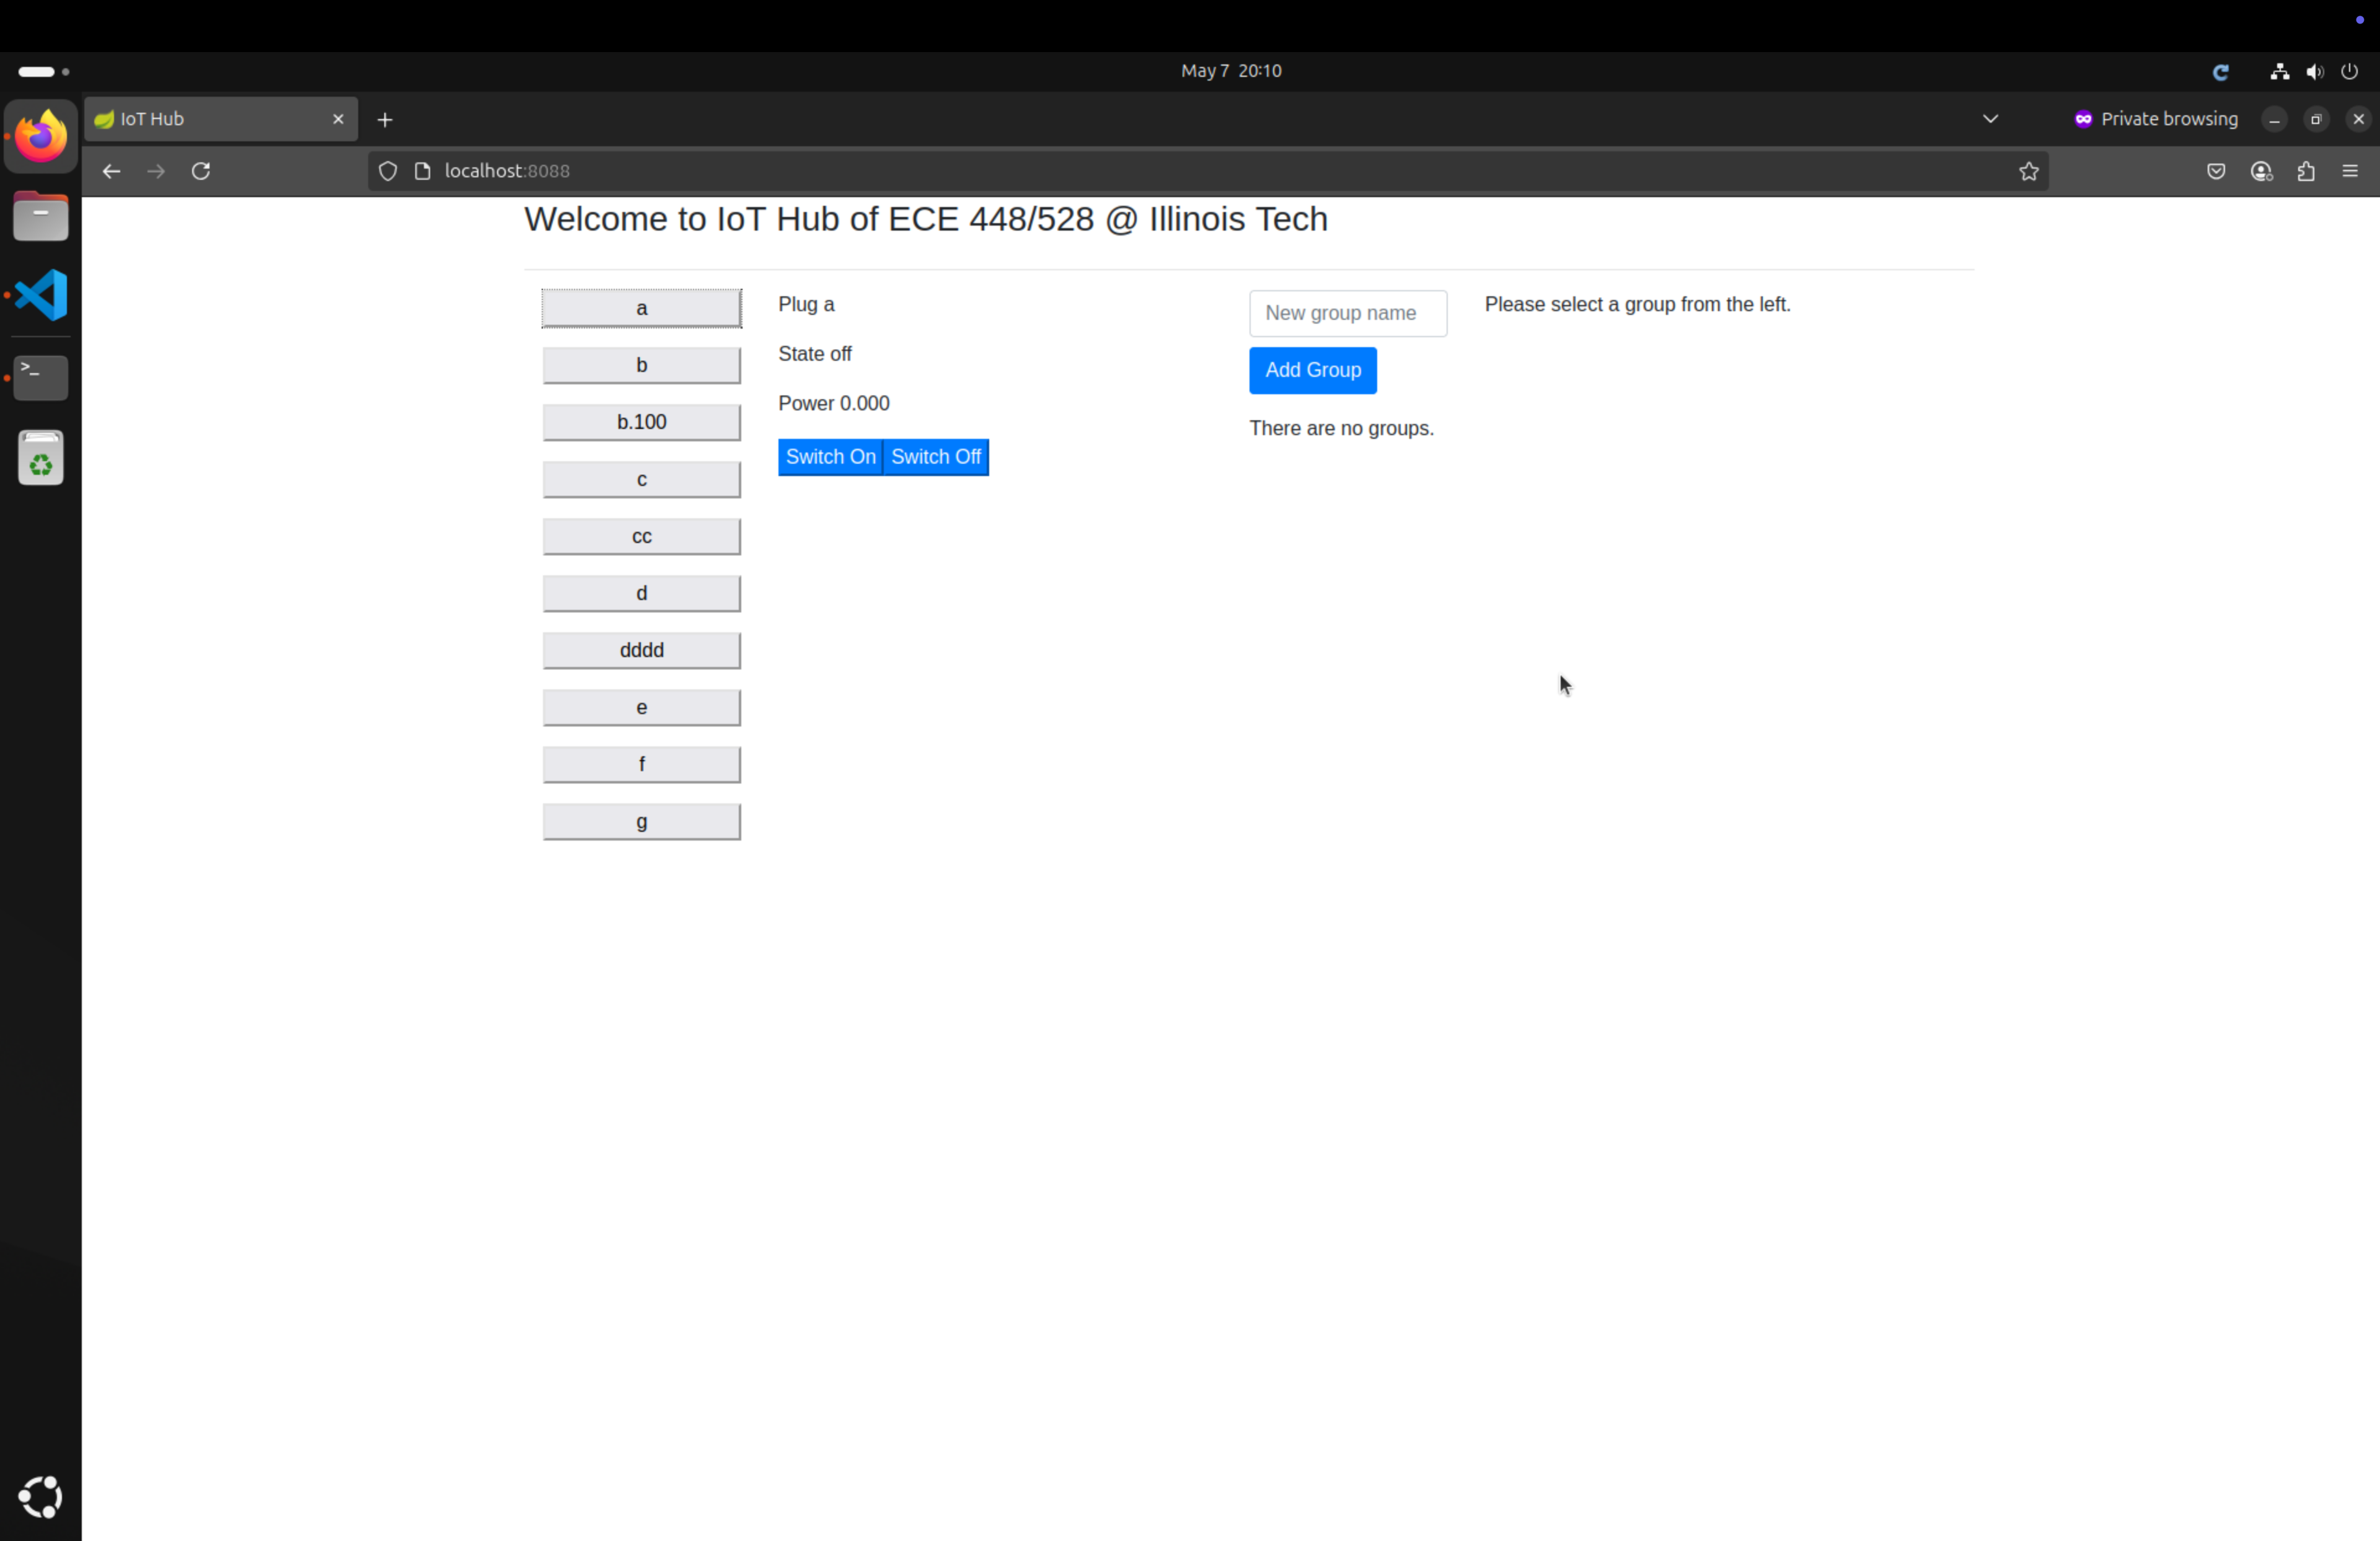 May 7 20:10
IoT Hub
Private browsing
localhost:8088
Welcome to IoT Hub of ECE 448/528 @ Illinois Tech
a
b
b.100
c
cc
d
dddd
e
f
g
Plug a
State off
Power 0.000
Switch On Switch Off
New group name
Add Group
There are no groups.
Please select a group from the left.